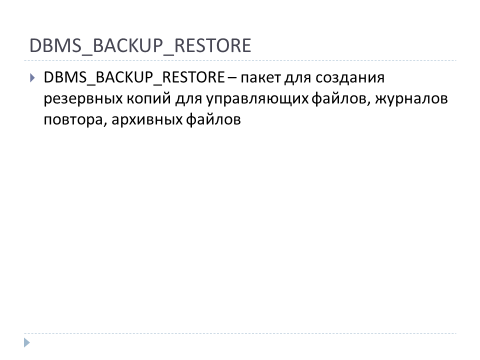 DBMS_BACKUP_RESTORE
DBMS_BACKUP_RESTORE – пакет для создания
резервных копий для управляющих файлов, журналов
повтора, архивных файлов